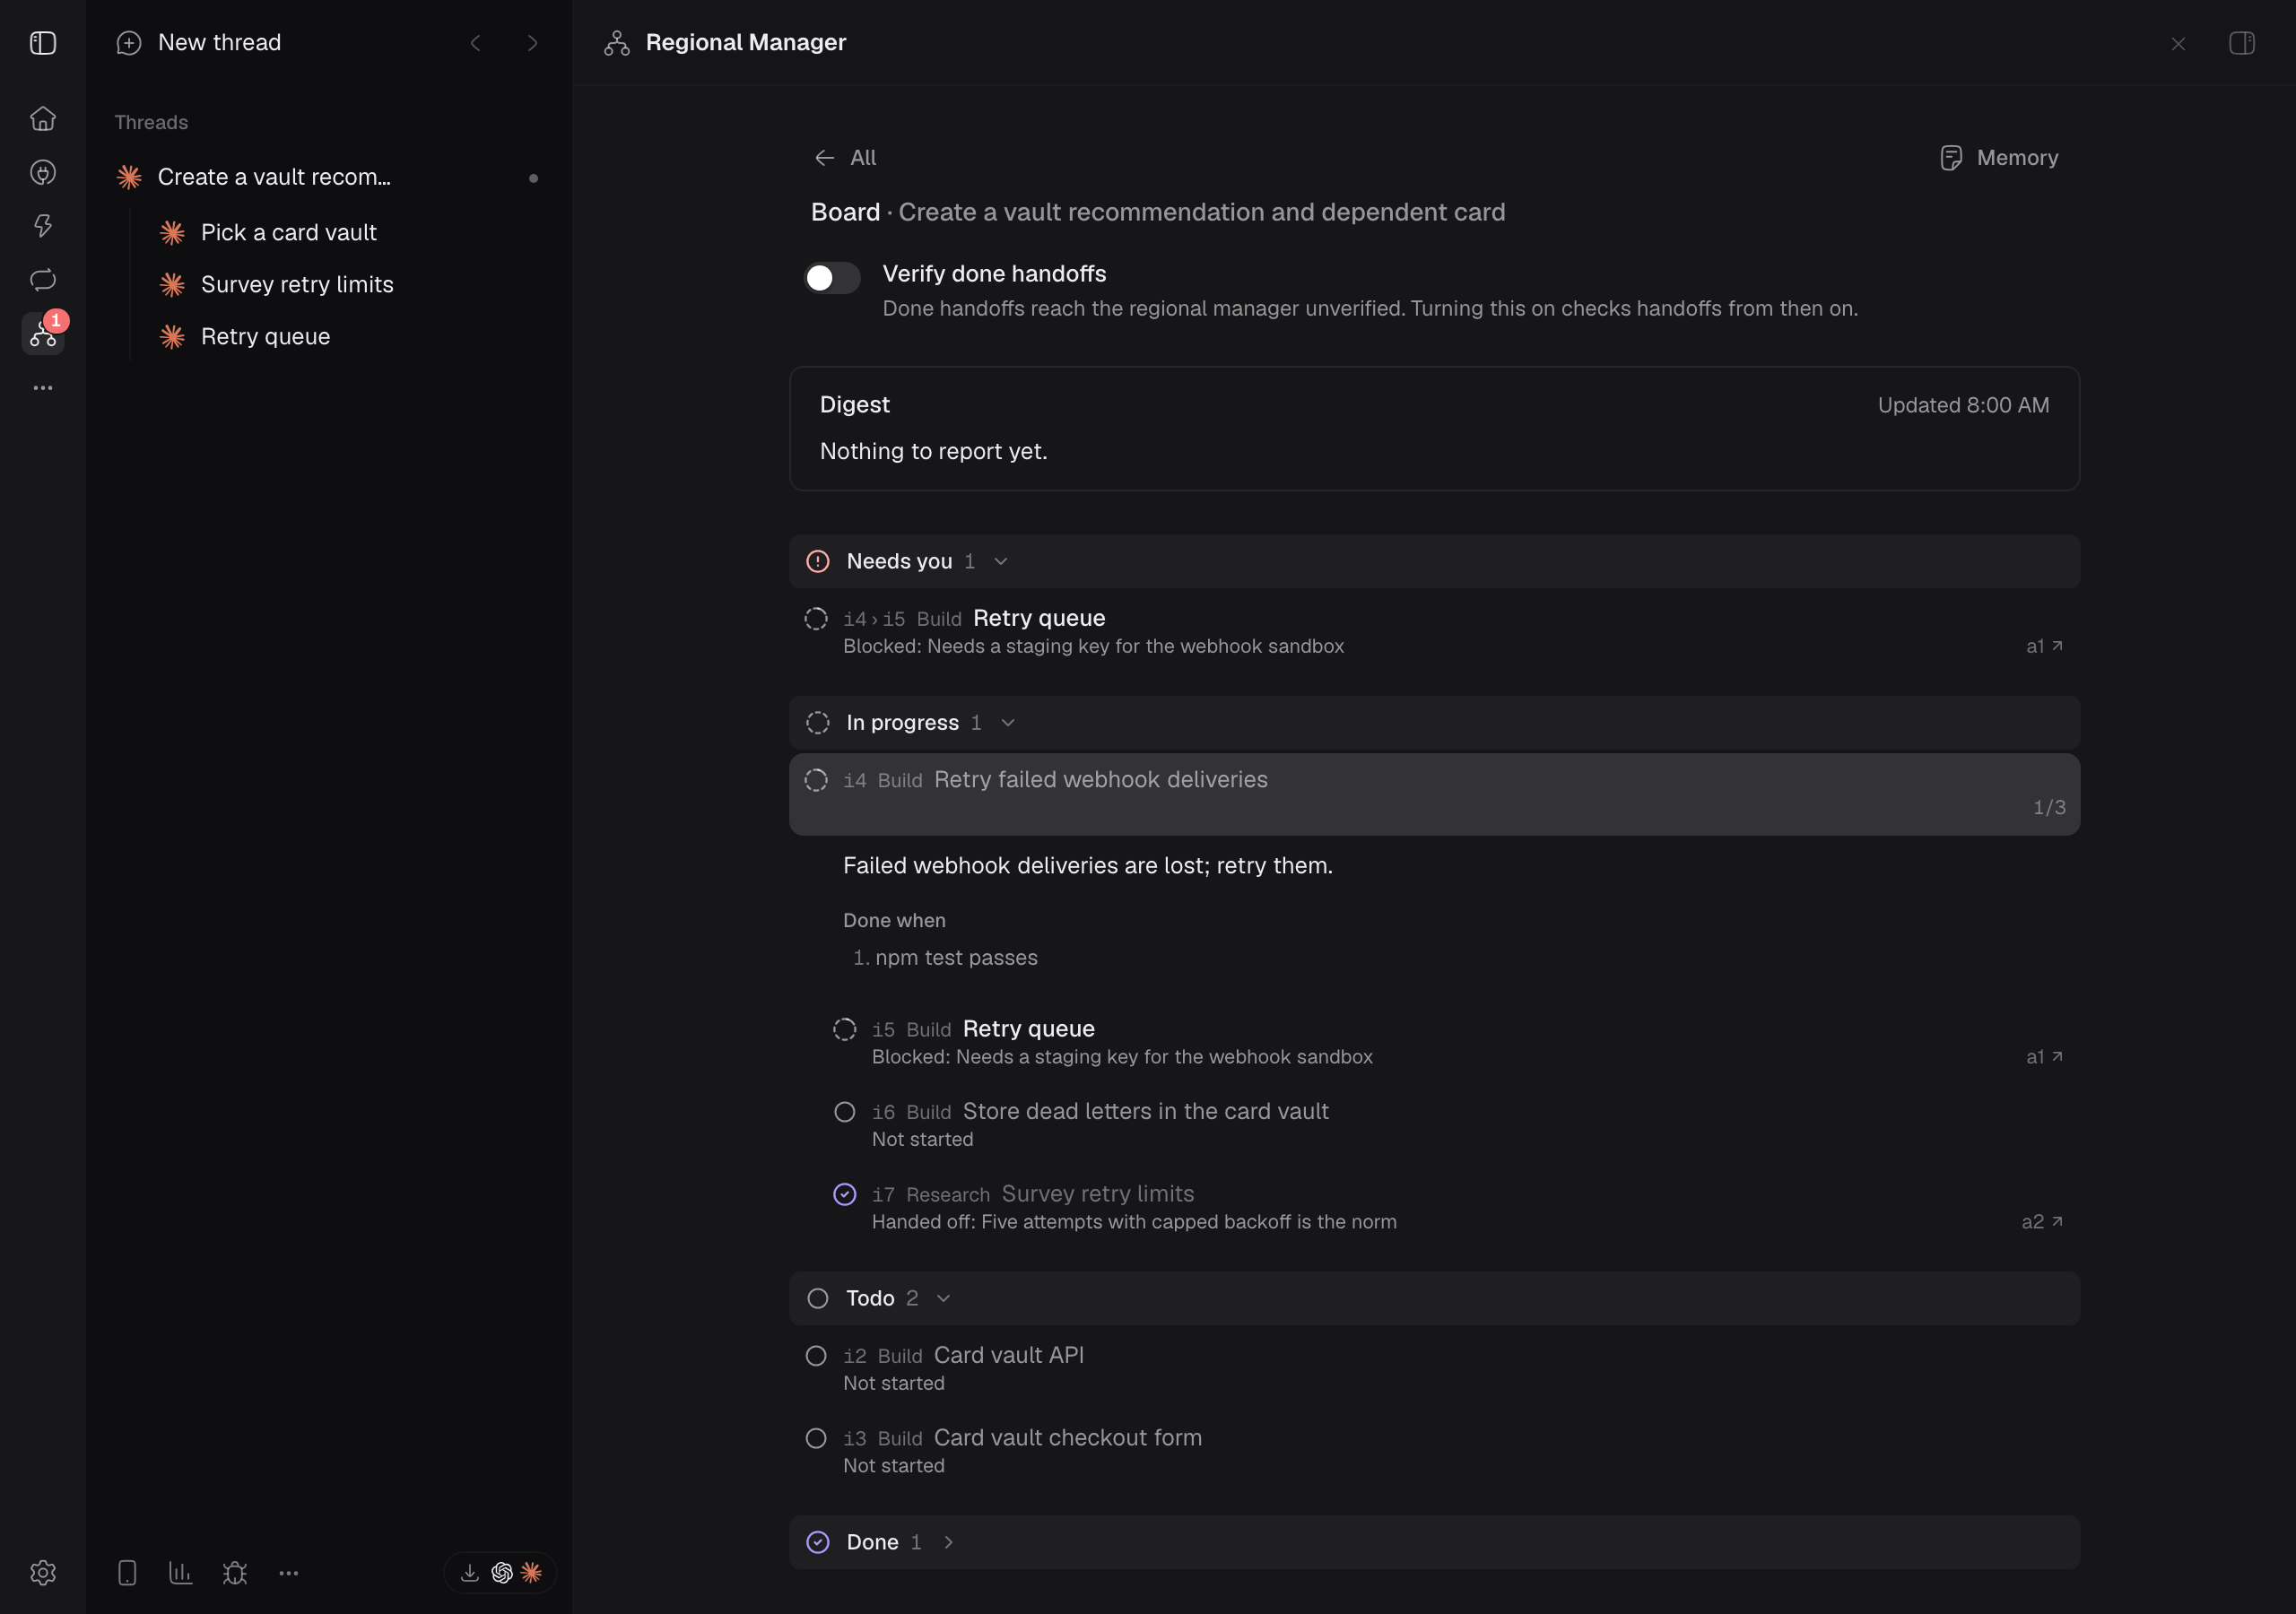 New thread
Threads
Create a vault recom...
Pick a card vault
Survey retry limits
Retry queue
1
Regional Manager
All
Memory
Board · Create a vault recommendation and dependent card
Verify done handoffs
Done handoffs reach the regional manager unverified. Turning this on checks handoffs from then on.
Digest
Updated 8:00 AM
Nothing to report yet.
Needs you 1
i4 › i5 Build Retry queue
Blocked: Needs a staging key for the webhook sandbox
a1
In progress 1
i4 Build Retry failed webhook deliveries
1/3
Failed webhook deliveries are lost; retry them.
Done when
1. npm test passes
i5 Build Retry queue
Blocked: Needs a staging key for the webhook sandbox
a1
i6 Build Store dead letters in the card vault
Not started
i7 Research Survey retry limits
Handed off: Five attempts with capped backoff is the norm
a2
Todo 2
i2 Build Card vault API
Not started
i3 Build Card vault checkout form
Not started
Done 1